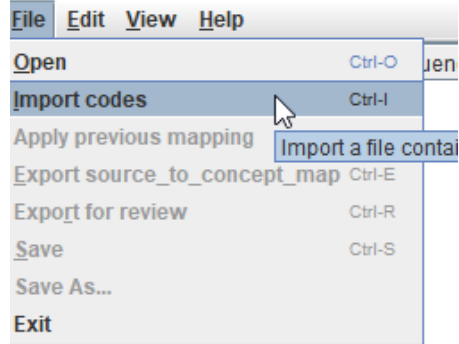 File Edit View Help
Open Ctrl-O
Import codes Ctrl-I
Apply previous mapping
Import a file contai
Export source_to_concept_map Ctrl-E
Export for review Ctrl-R
Save Ctrl-S
Save As...
Exit